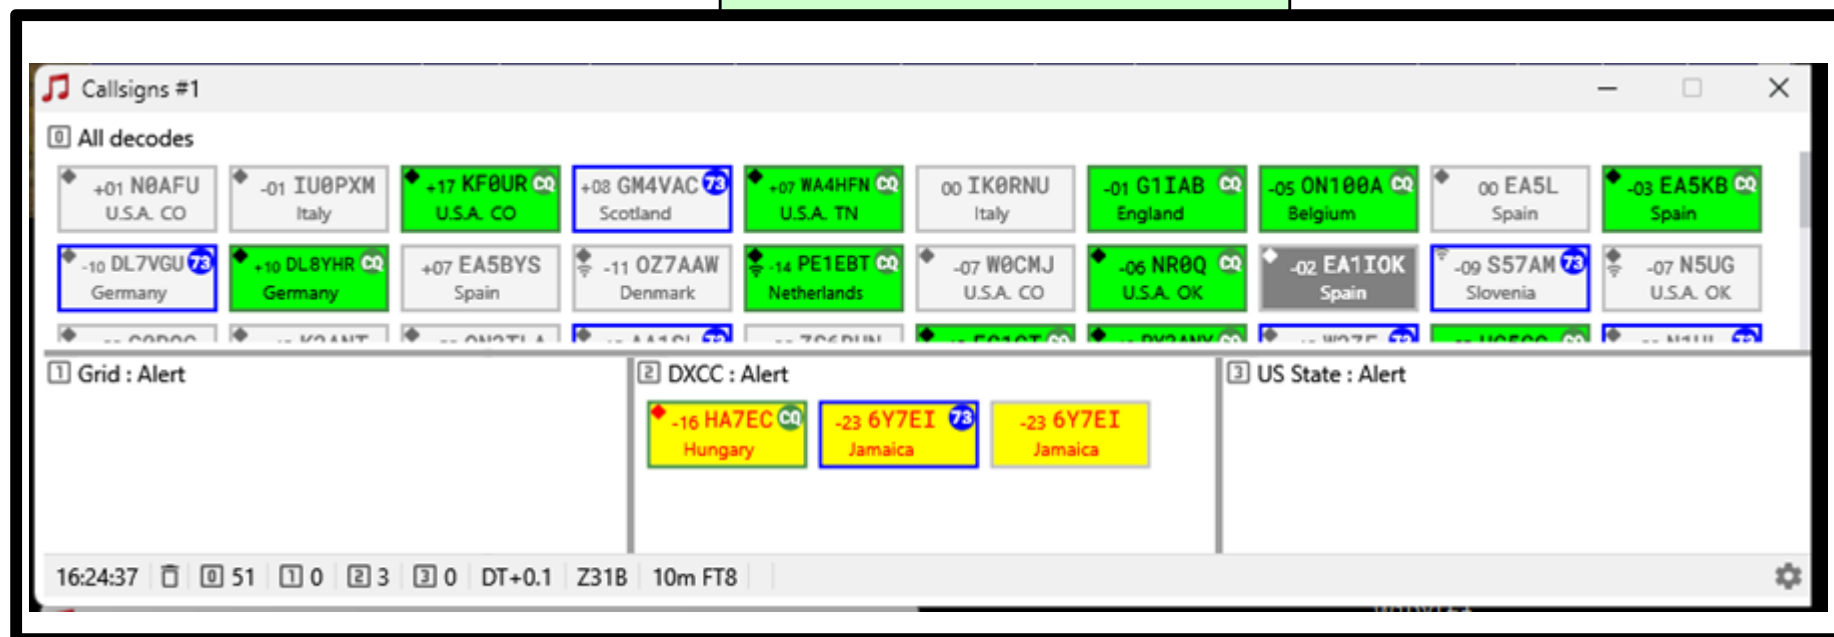 Callsigns #1
0 All decodes
+01 N0AFU -01 IU0PXM +17 KF0UR CQ +08 GM4VAC 73 +07 WA4HFN CQ 00 IK0RNU -01 G1IAB CQ -05 ON100A CQ 00 EA5L -03 EA5KB CQ
U.S.A. CO Italy U.S.A. CO Scotland U.S.A. TN Italy England Belgium Spain Spain
-10 DL7VGU 73 +10 DL8YHR CQ +07 EA5BYS -11 OZ7AAW -14 PE1EBT CQ -07 W0CMJ -06 NR0Q CQ -02 EA1IOK -09 S57AM 73 -07 N5UG
Germany Germany Spain Denmark Netherlands U.S.A. CO U.S.A. OK Spain Slovenia U.S.A. OK
1 Grid : Alert 2 DXCC : Alert 3 US State : Alert
-16 HA7EC CQ -23 6Y7EI 73 -23 6Y7EI
Hungary Jamaica Jamaica
16:24:37 0 51 1 0 2 3 3 0 DT+0.1 Z31B 10m FT8